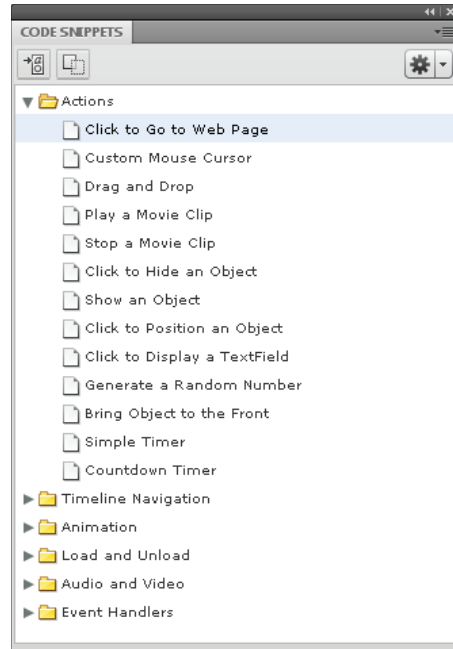 CODE SNIPPETS
Actions
Click to Go to Web Page
Custom Mouse Cursor
Drag and Drop
Play a Movie Clip
Stop a Movie Clip
Click to Hide an Object
Show an Object
Click to Position an Object
Click to Display a TextField
Generate a Random Number
Bring Object to the Front
Simple Timer
Countdown Timer
Timeline Navigation
Animation
Load and Unload
Audio and Video
Event Handlers